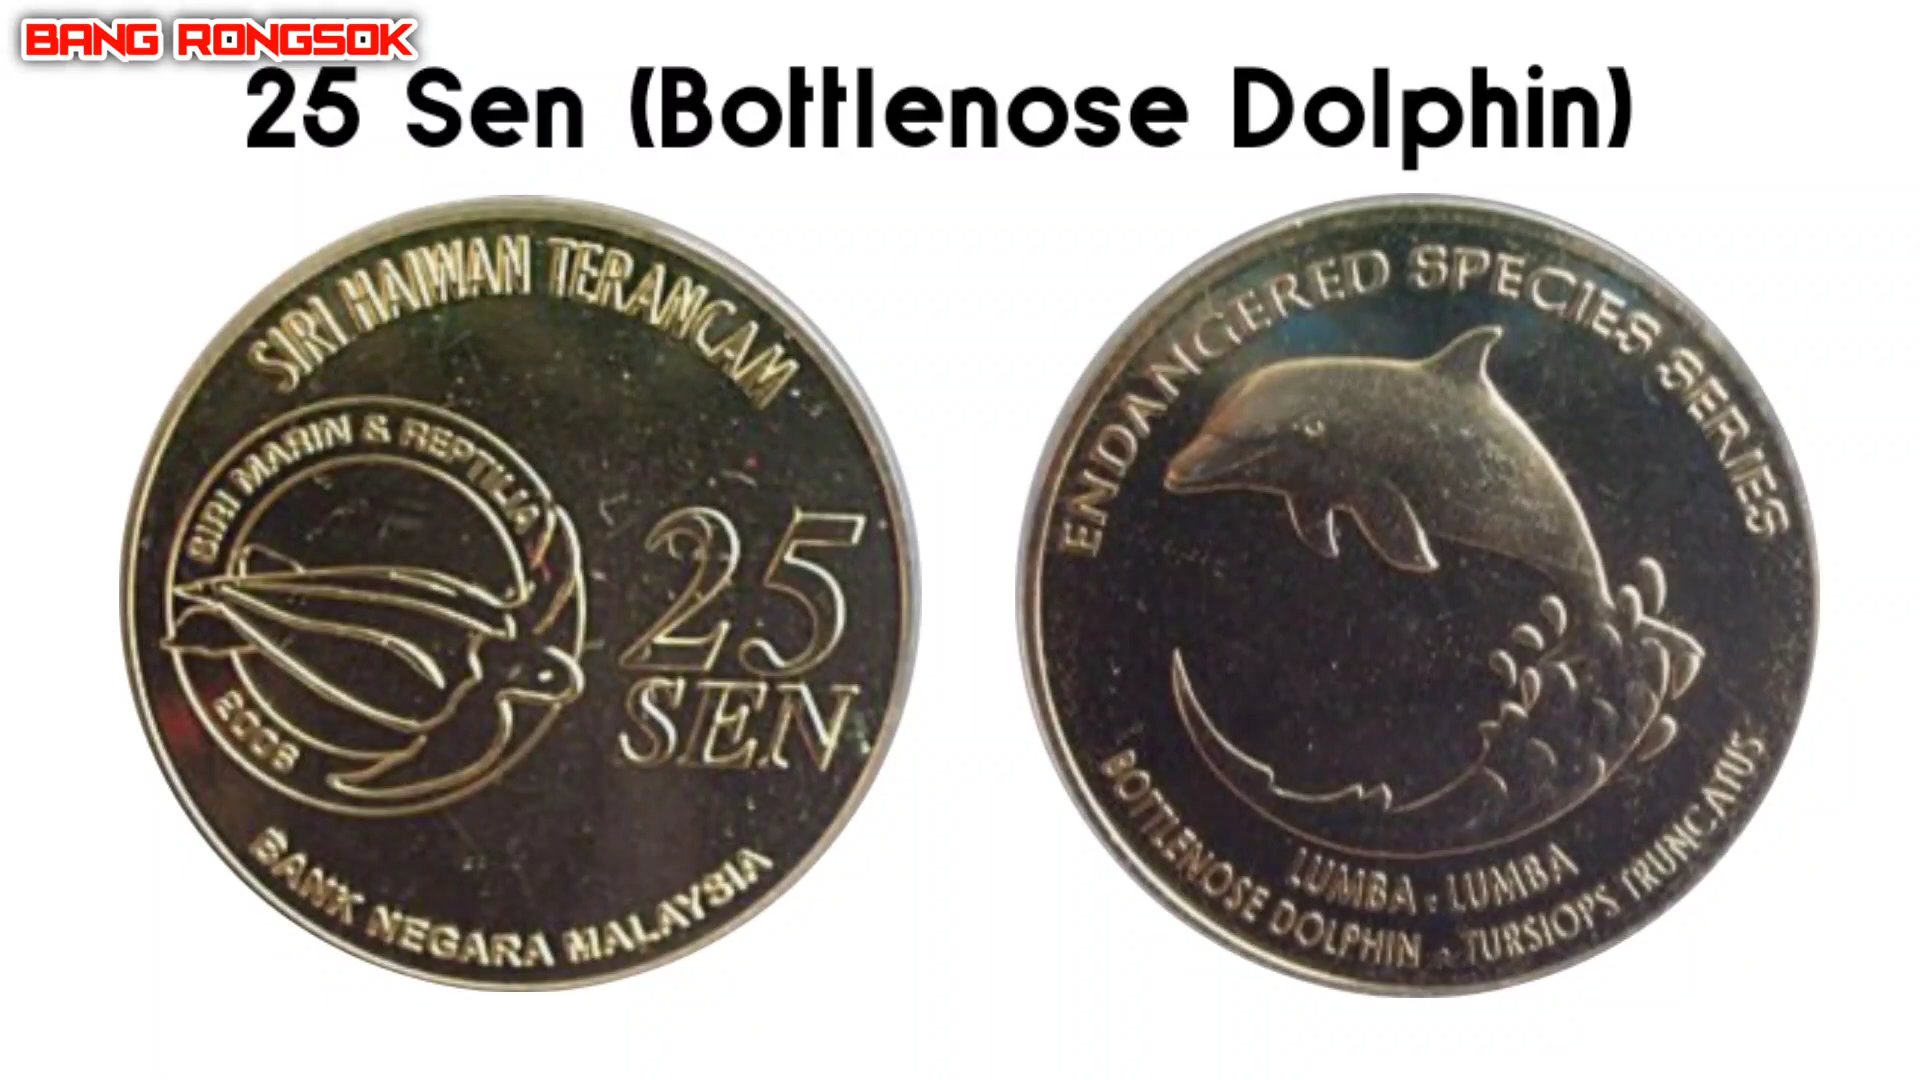 BANG RONGSOK
25 Sen (Bottlenose Dolphin)
SIRI HAIWAN TERANCAM
SIRI MARIN & REPTILIA
2006
25
SEN
BANK NEGARA MALAYSIA
ENDANGERED SPECIES SERIES
LUMBA - LUMBA
BOTTLENOSE DOLPHIN - TURSIOPS TRUNCATUS